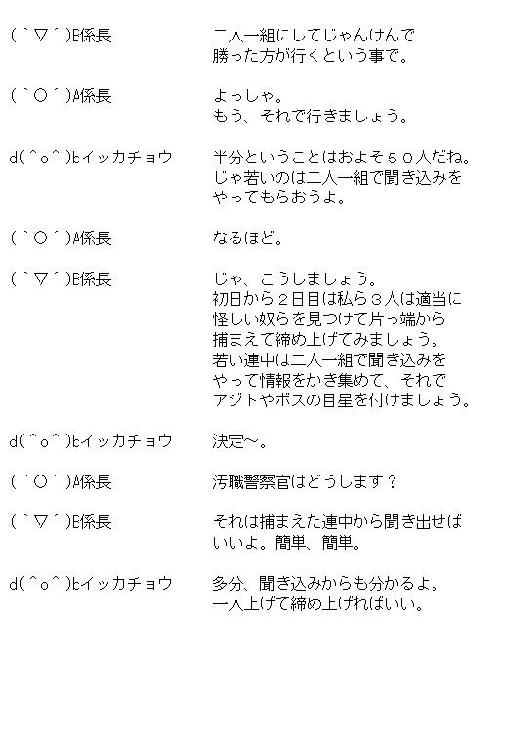 (｀▽´)B係長　二人一組にしてじゃんけんで
勝った方が行くという事で。
(｀○´)A係長　よっしゃ。
もう、それで行きましょう。
d(^o^)bイッカチョウ　半分ということはおよそ５０人だね。
じゃ若いのは二人一組で聞き込みを
やってもらおうよ。
(｀○´)A係長　なるほど。
(｀▽´)B係長　じゃ、こうしましょう。
初日から２日目は私ら３人は適当に
怪しい奴らを見つけて片っ端から
捕まえて締め上げてみましょう。
若い連中は二人一組で聞き込みを
やって情報をかき集めて、それで
アジトやボスの目星を付けましょう。
d(^o^)bイッカチョウ　決定～。
(｀○´)A係長　汚職警察官はどうします？
(｀▽´)B係長　それは捕まえた連中から聞き出せば
いいよ。簡単、簡単。
d(^o^)bイッカチョウ　多分、聞き込みからも分かるよ。
一人上げて締め上げればいい。